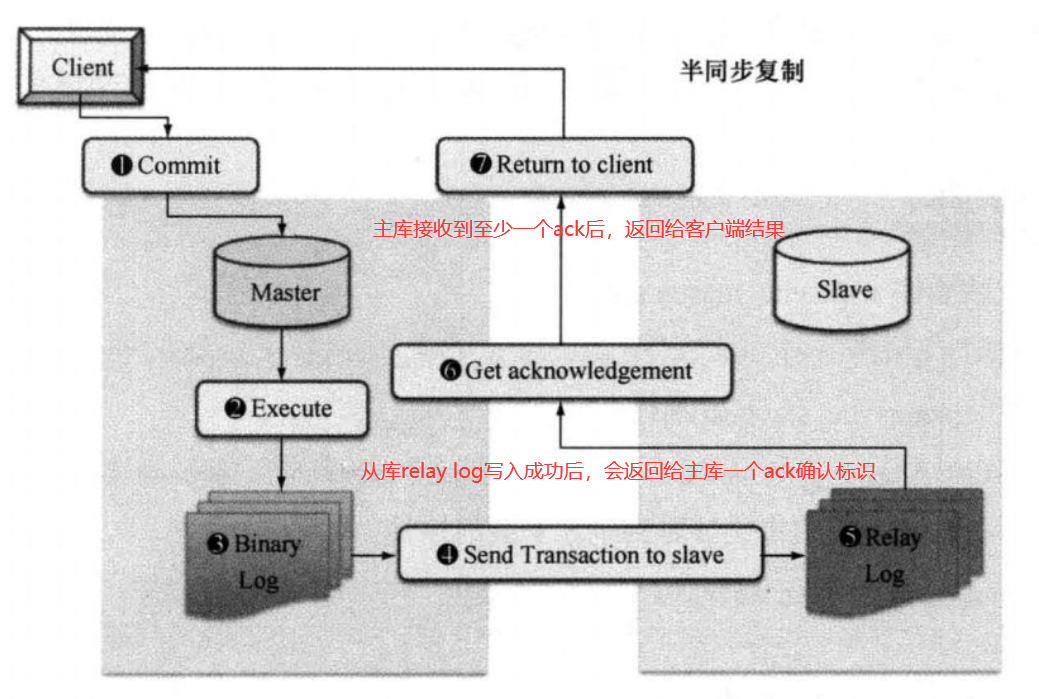 Client
半同步复制
❶ Commit
❼ Return to client
主库接收到至少一个ack后，返回给客户端结果
Master
Slave
❻ Get acknowledgement
❷ Execute
从库relay log写入成功后，会返回给主库一个ack确认标识
❸ Binary
Log
❹ Send Transaction to slave
❺ Relay
Log